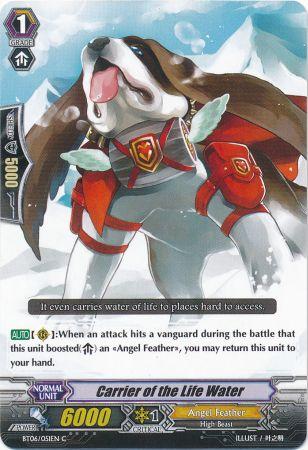 1
GRADE
SHIELD
5000
It even carries water of life to places hard to access.
AUTO [ ]:When an attack hits a vanguard during the battle that
this unit boosted( ) an «Angel Feather», you may return this unit to
your hand.
NORMAL
UNIT
Carrier of the Life Water
POWER
6000
1
CRITICAL
Angel Feather
High Beast
BT06/051EN C
ILLUST / 叶之明